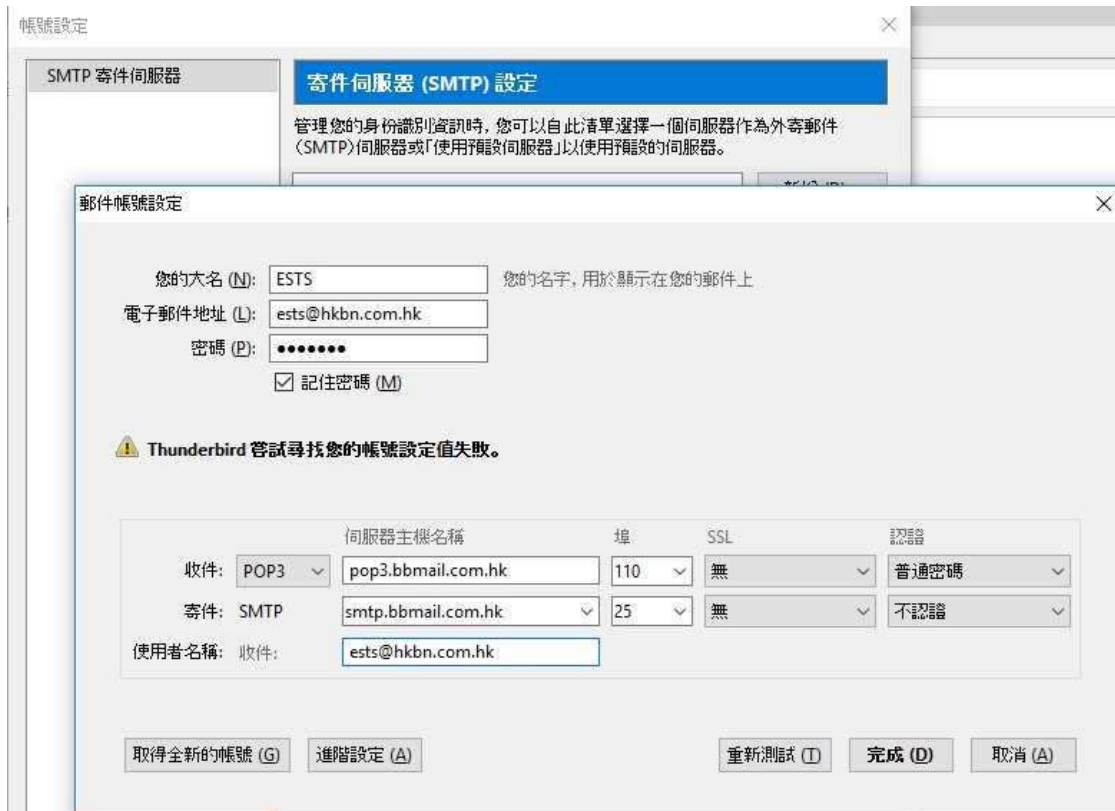 帳號設定
SMTP 寄件伺服器
寄件伺服器 (SMTP) 設定
管理您的身份識別資訊時, 您可以自此清單選擇一個伺服器作為外寄郵件
(SMTP)伺服器或「使用預設伺服器」以使用預設的伺服器。
郵件帳號設定
您的大名 (N): ESTS 您的名字, 用於顯示在您的郵件上
電子郵件地址 (L): ests@hkbn.com.hk
密碼 (P): •••••••
記住密碼 (M)
Thunderbird 嘗試尋找您的帳號設定值失敗。
伺服器主機名稱 埠 SSL 認證
收件: POP3 pop3.bbmail.com.hk 110 無 普通密碼
寄件: SMTP smtp.bbmail.com.hk 25 無 不認證
使用者名稱: 收件: ests@hkbn.com.hk
取得全新的帳號 (G) 進階設定 (A) 重新測試 (T) 完成 (D) 取消 (A)